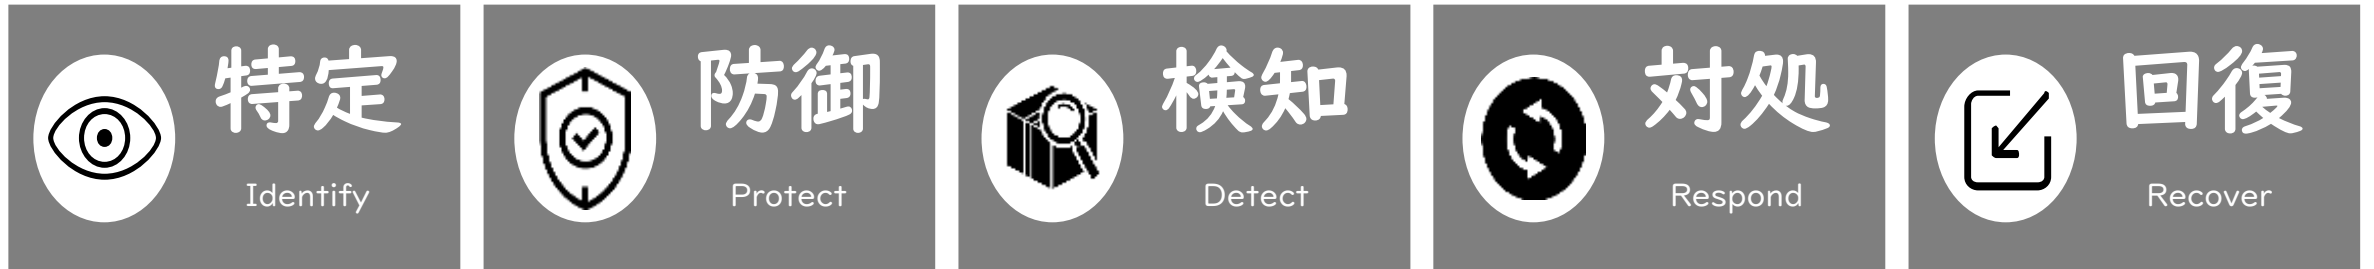 特定
Identify
防御
Protect
検知
Detect
対処
Respond
回復
Recover